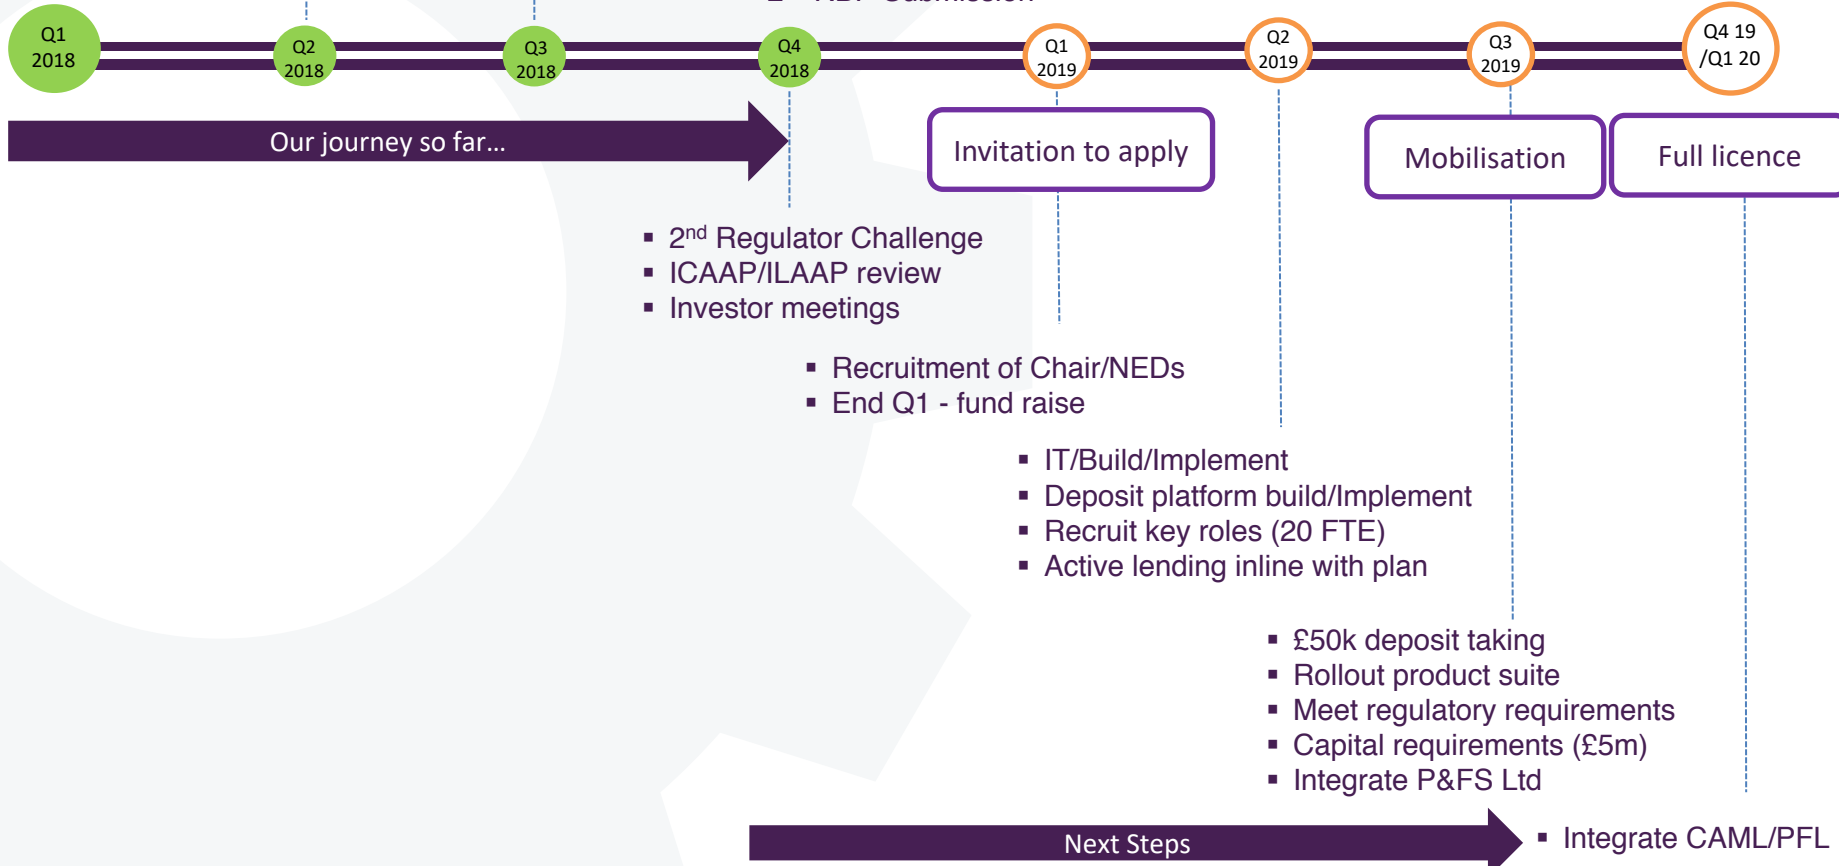 Submission
Q1
2018
Q2
2018
Q3
2018
Q4
2018
Q1
2019
Q2
2019
Q3
2019
Q4 19
/Q1 20
Our journey so far...
Invitation to apply
Mobilisation
Full licence
▪ 2nd Regulator Challenge
▪ ICAAP/ILAAP review
▪ Investor meetings
▪ Recruitment of Chair/NEDs
▪ End Q1 - fund raise
▪ IT/Build/Implement
▪ Deposit platform build/Implement
▪ Recruit key roles (20 FTE)
▪ Active lending inline with plan
▪ £50k deposit taking
▪ Rollout product suite
▪ Meet regulatory requirements
▪ Capital requirements (£5m)
▪ Integrate P&FS Ltd
Next Steps
▪ Integrate CAML/PFL